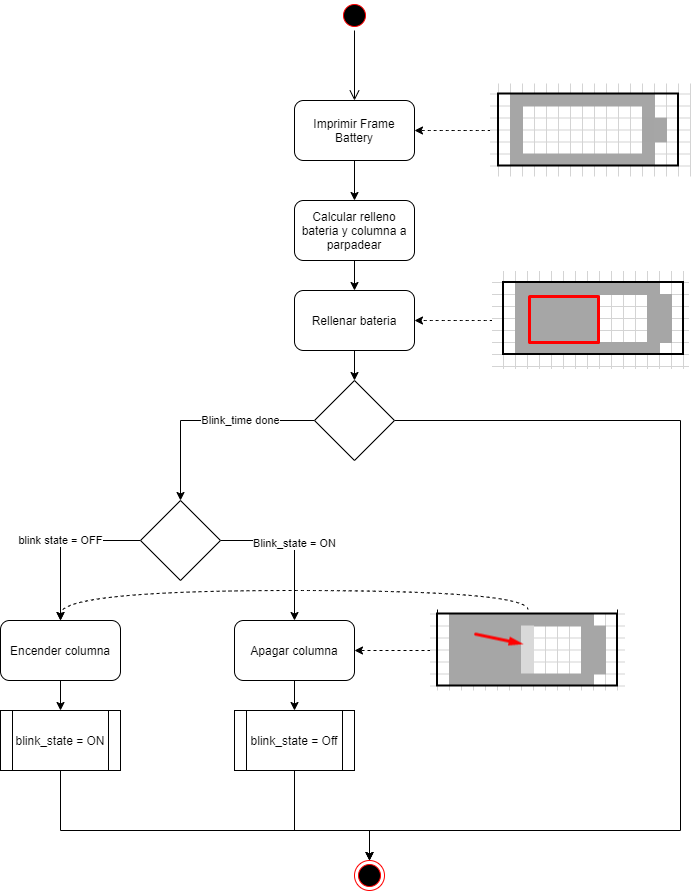 Imprimir Frame
Battery
Calcular relleno
bateria y columna a
parpadear
Rellenar bateria
Blink_time done
blink state = OFF
Blink_state = ON
Encender columna
Apagar columna
blink_state = ON
blink_state = Off